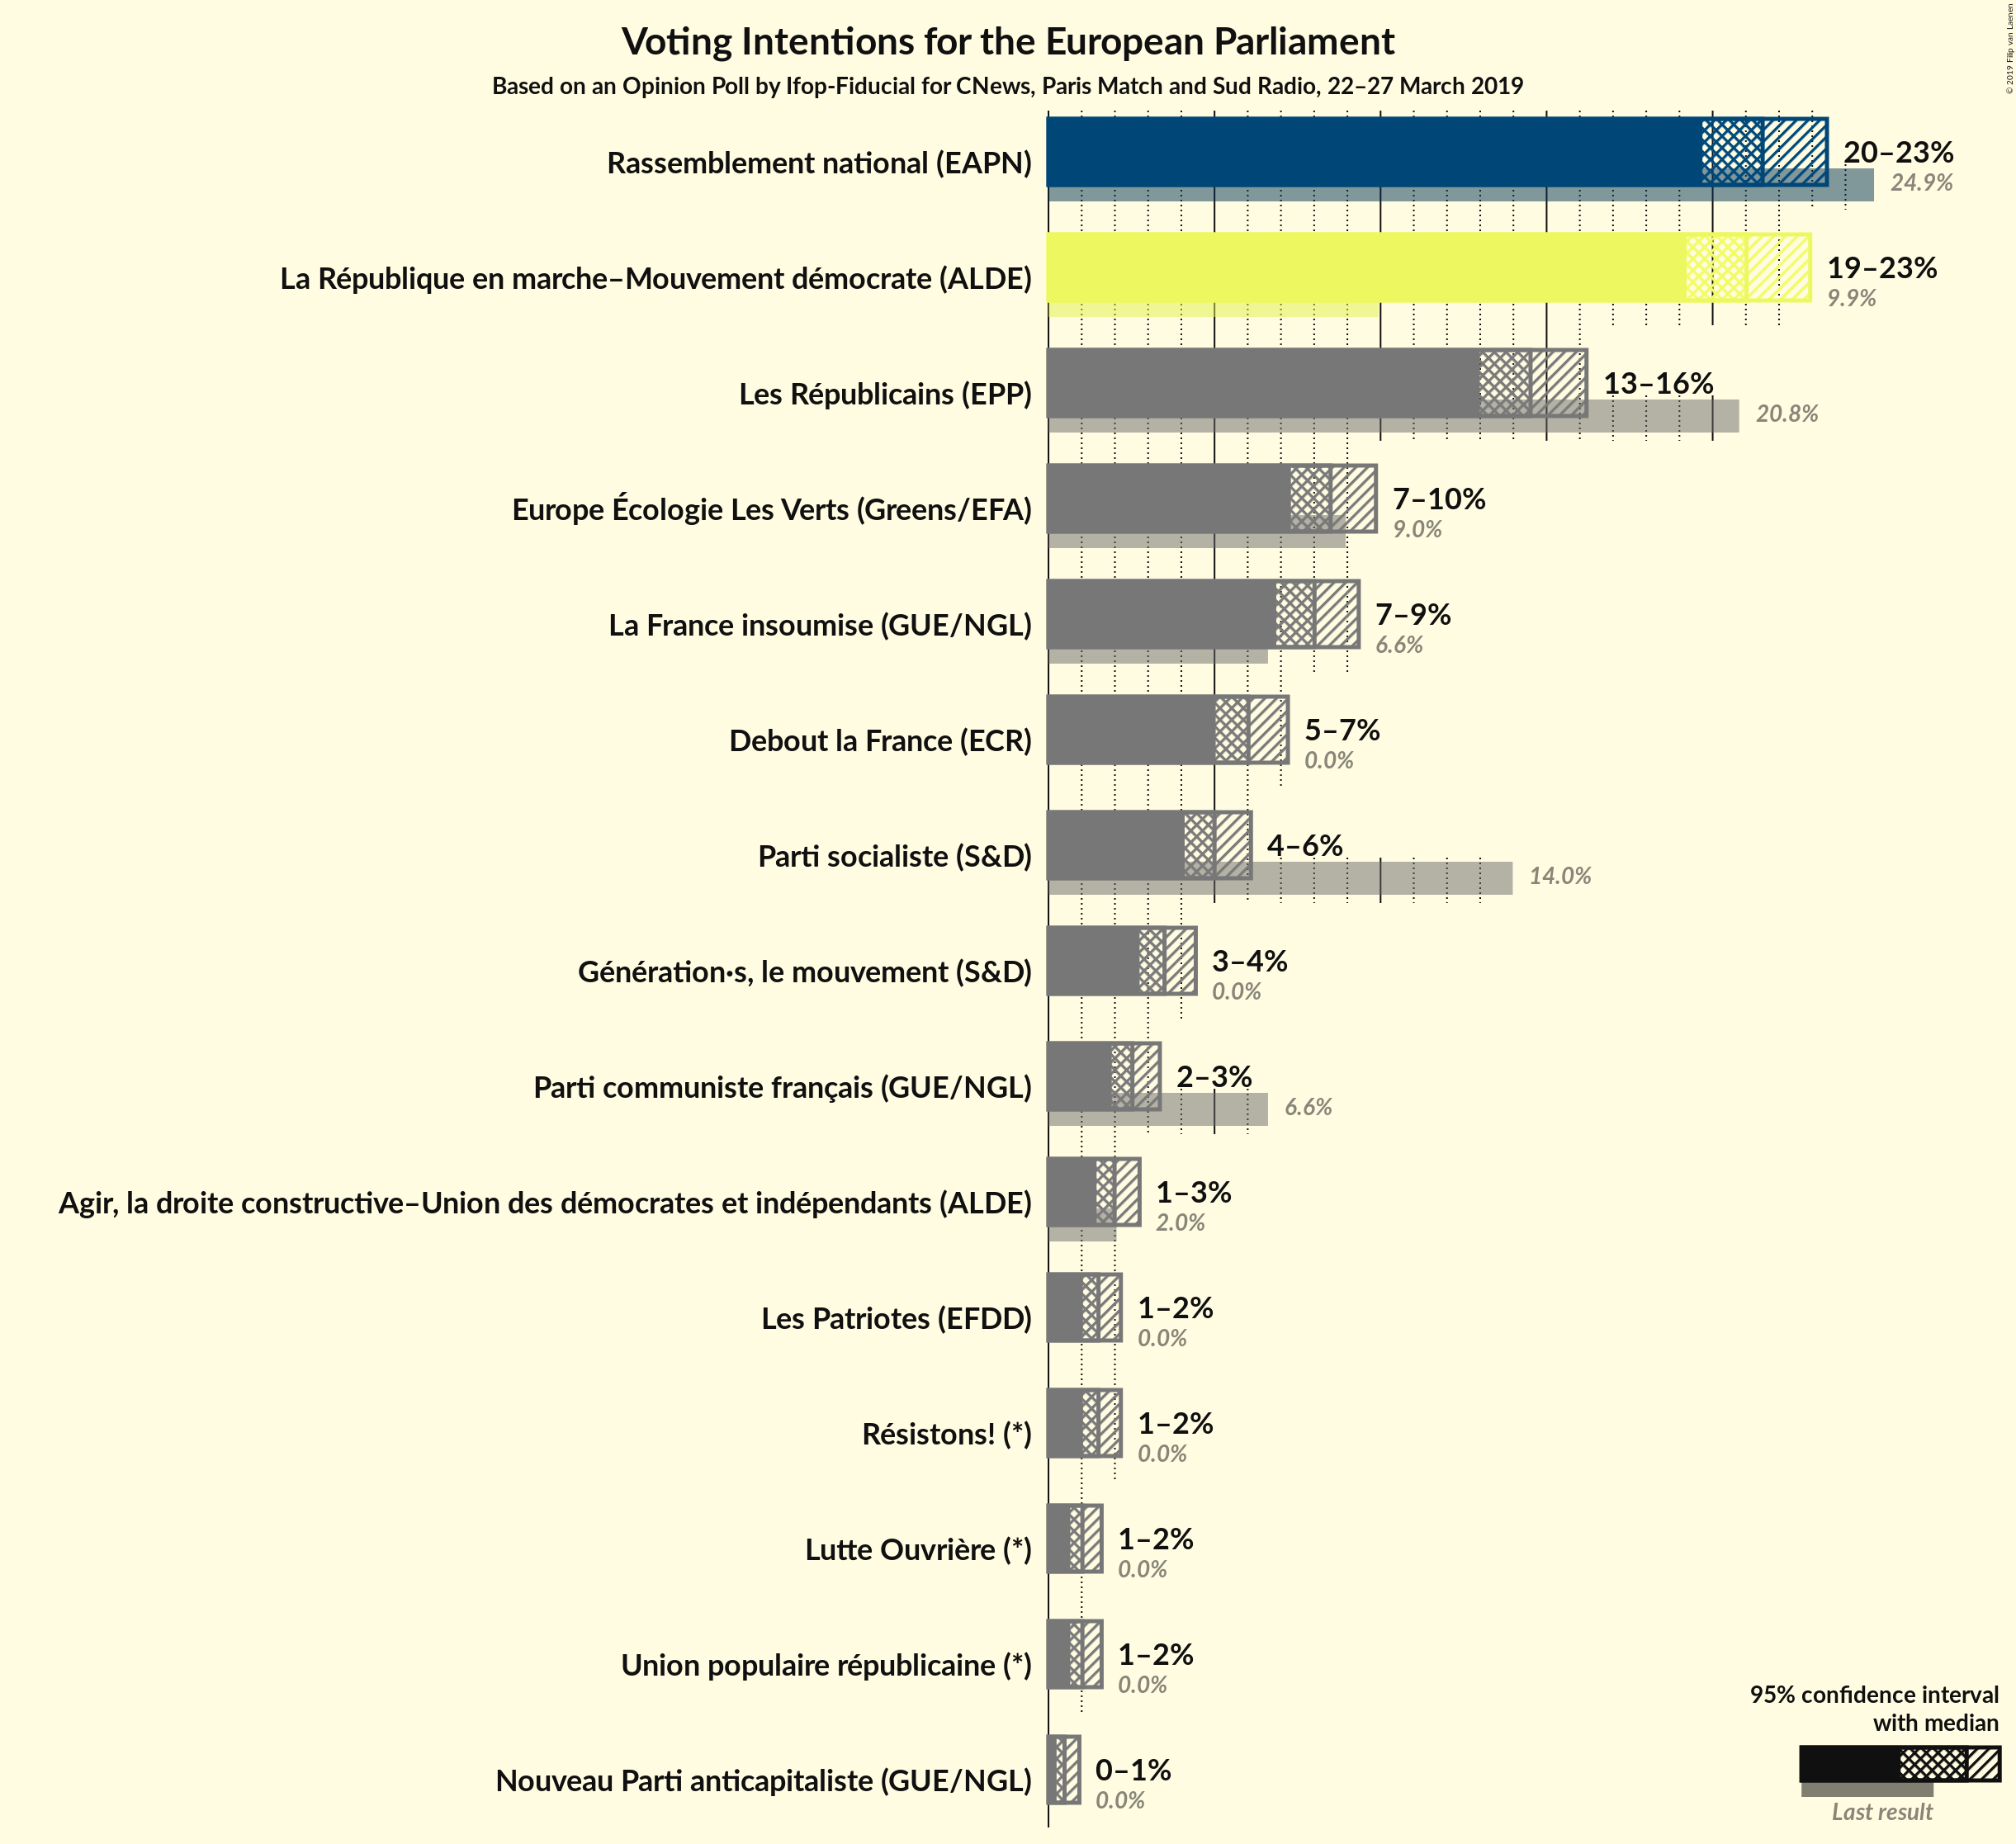 Voting Intentions for the European Parliament
Based on an Opinion Poll by Ifop-Fiducial for CNews, Paris Match and Sud Radio, 22–27 March 2019
© 2019 Filip van Laenen
Rassemblement national (EAPN)
20–23%
24.9%
La République en marche–Mouvement démocrate (ALDE)
19–23%
9.9%
Les Républicains (EPP)
13–16%
20.8%
Europe Écologie Les Verts (Greens/EFA)
7–10%
9.0%
La France insoumise (GUE/NGL)
7–9%
6.6%
Debout la France (ECR)
5–7%
0.0%
Parti socialiste (S&D)
4–6%
14.0%
Génération·s, le mouvement (S&D)
3–4%
0.0%
Parti communiste français (GUE/NGL)
2–3%
6.6%
Agir, la droite constructive–Union des démocrates et indépendants (ALDE)
1–3%
2.0%
Les Patriotes (EFDD)
1–2%
0.0%
Résistons! (*)
1–2%
0.0%
Lutte Ouvrière (*)
1–2%
0.0%
Union populaire républicaine (*)
1–2%
0.0%
Nouveau Parti anticapitaliste (GUE/NGL)
0–1%
0.0%
95% confidence interval
with median
Last result